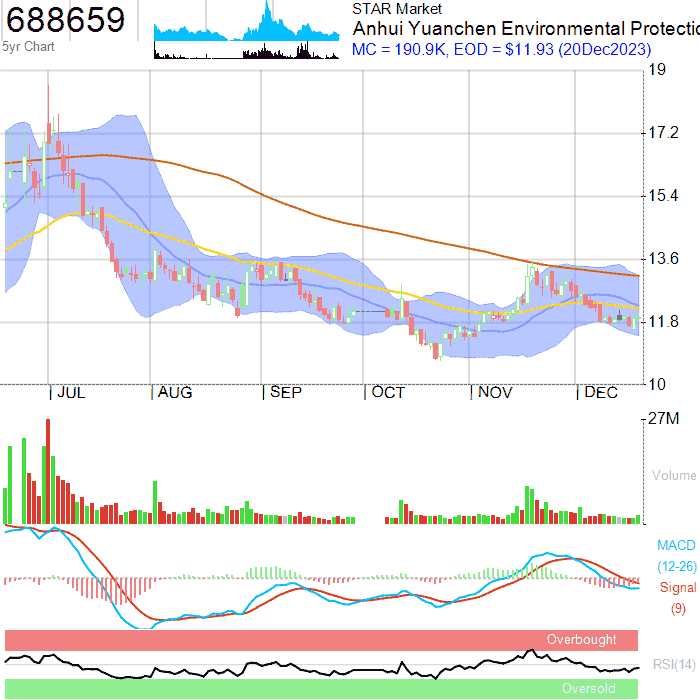 688659
5yr Chart
STAR Market
Anhui Yuanchen Environmental Protectio
MC = 190.9K, EOD = $11.93 (20Dec2023)
19
17.2
15.4
13.6
11.8
10
JUL
AUG
SEP
OCT
NOV
DEC
27M
Volume
MACD
(12-26)
Signal
(9)
Overbought
RSI(14)
Oversold